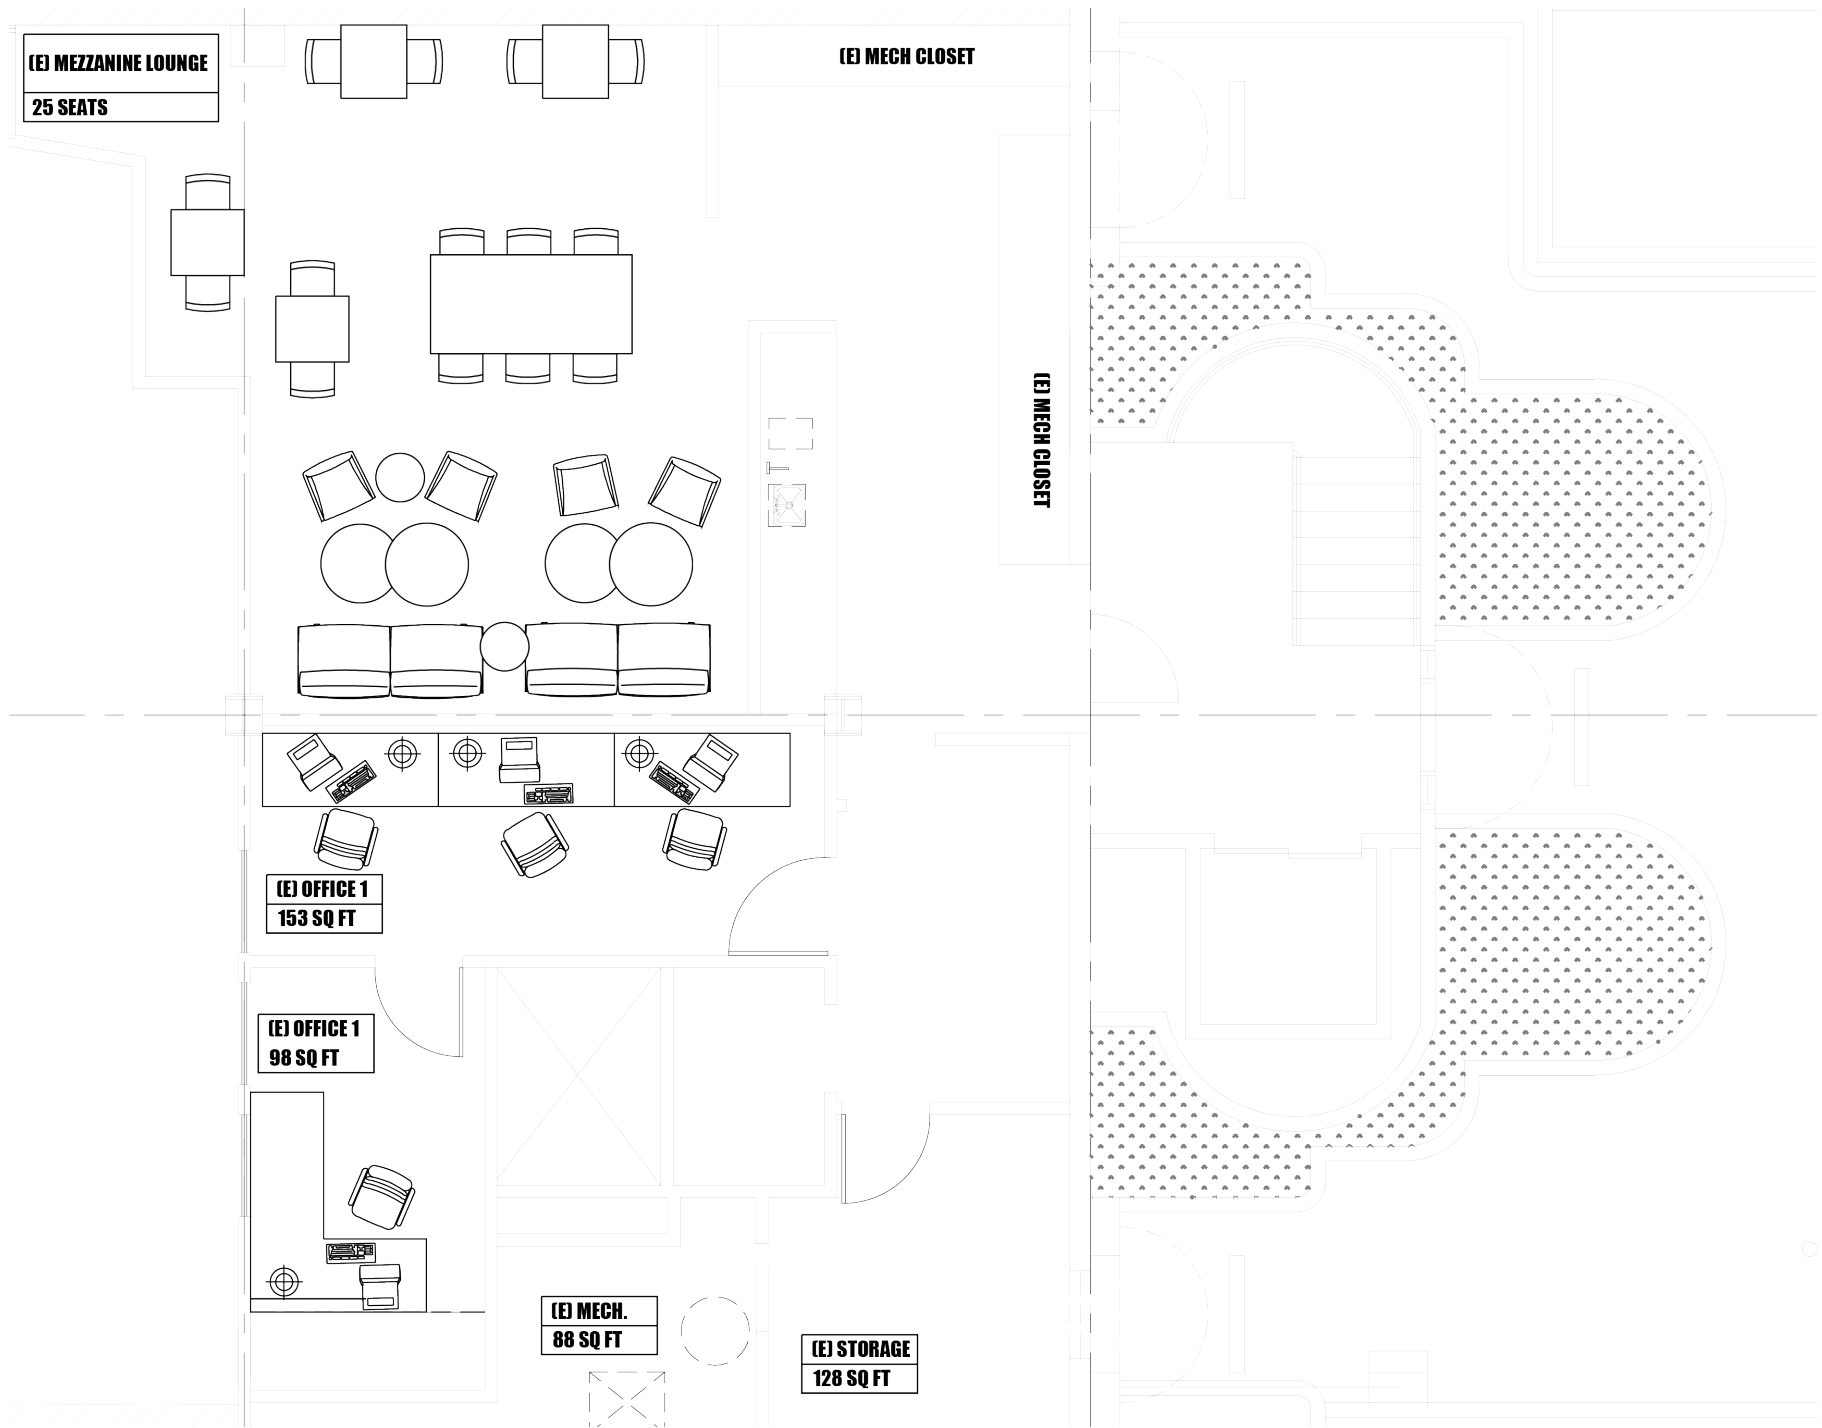 (E) MEZZANINE LOUNGE
25 SEATS
(E) MECH CLOSET
(E) MECH CLOSET
(E) OFFICE 1
153 SQ FT
(E) OFFICE 1
98 SQ FT
(E) MECH.
88 SQ FT
(E) STORAGE
128 SQ FT